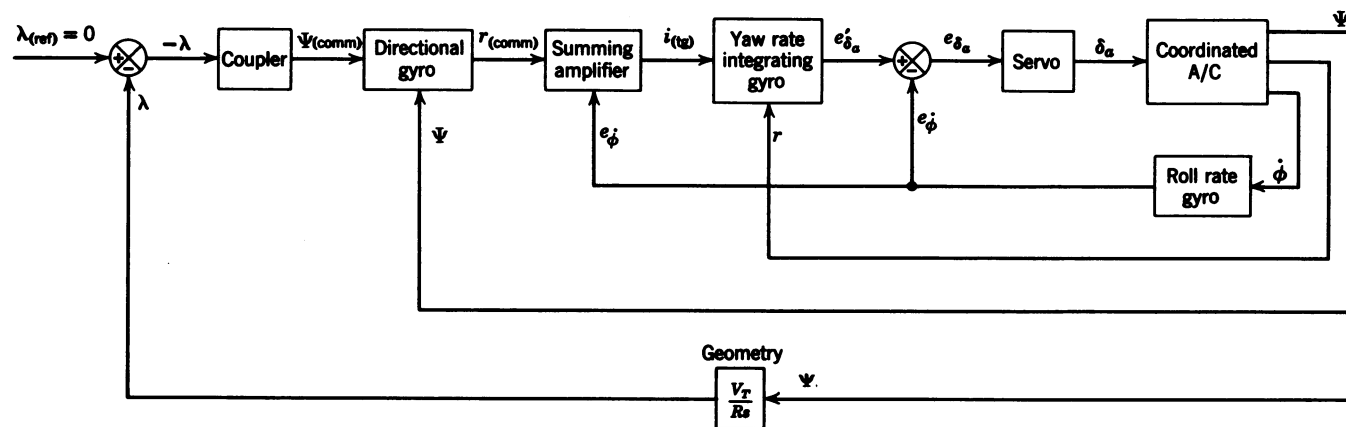 λ(ref) = 0
−λ
Coupler
Ψ(comm)
Directional
gyro
r(comm)
Summing
amplifier
i(tg)
Yaw rate
integrating
gyro
e′δa
eδa
Servo
δa
Coordinated
A/C
Ψ
+
−
+
−
λ
Ψ
eφ̇
r
eφ̇
Roll rate
gyro
φ̇
Geometry
VT
Rs
Ψ